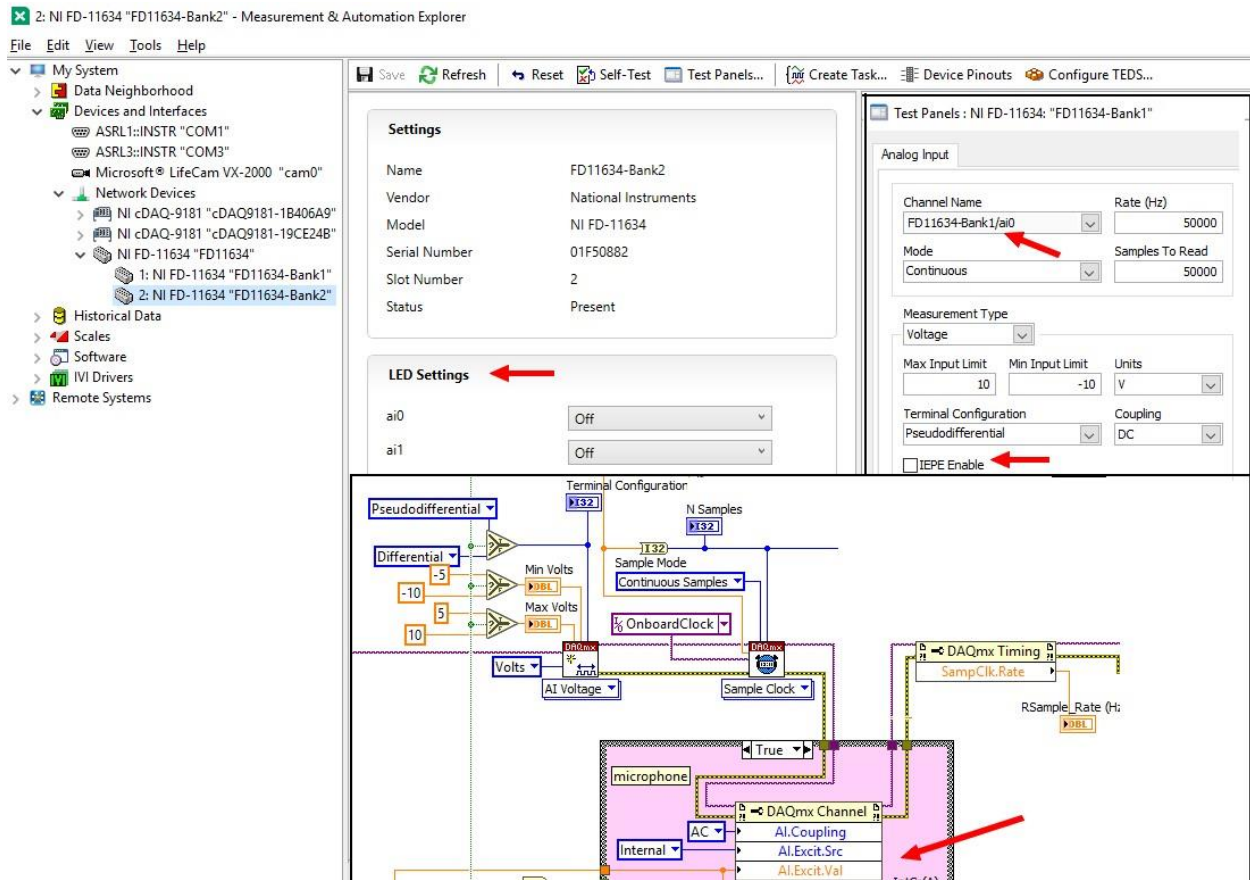 2: NI FD-11634 "FD11634-Bank2" - Measurement & Automation Explorer
File Edit View Tools Help
My System
Data Neighborhood
Devices and Interfaces
ASRL1::INSTR "COM1"
ASRL3::INSTR "COM3"
Microsoft® LifeCam VX-2000 "cam0"
Network Devices
NI cDAQ-9181 "cDAQ9181-1B406A9"
NI cDAQ-9181 "cDAQ9181-19CE24B"
NI FD-11634 "FD11634"
1: NI FD-11634 "FD11634-Bank1"
2: NI FD-11634 "FD11634-Bank2"
Historical Data
Scales
Software
IVI Drivers
Remote Systems
Save Refresh Reset Self-Test Test Panels... Create Task... Device Pinouts Configure TEDS...
Settings
Name FD11634-Bank2
Vendor National Instruments
Model NI FD-11634
Serial Number 01F50882
Slot Number 2
Status Present
LED Settings
ai0 Off
ai1 Off
Test Panels : NI FD-11634: "FD11634-Bank1"
Analog Input
Channel Name Rate (Hz)
FD11634-Bank1/ai0 50000
Mode Samples To Read
Continuous 50000
Measurement Type
Voltage
Max Input Limit Min Input Limit Units
10 -10 V
Terminal Configuration Coupling
Pseudodifferential DC
IEPE Enable
Terminal Configuration
Pseudodifferential I32 N Samples
I32
Differential I32
Sample Mode
-5 Min Volts Continuous Samples
-10 DBL
5 Max Volts
10 DBL OnboardClock
DAQmx DAQmx
Volts
AI Voltage Sample Clock
DAQmx Timing
SampClk.Rate
RSample_Rate (Hz
DBL
True
microphone
DAQmx Channel
AC AI.Coupling
Internal AI.Excit.Src
AI.Excit.Val